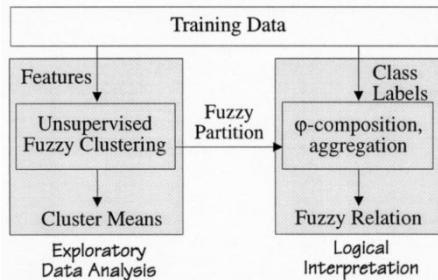 Training Data
Features
Class
Labels
Unsupervised
Fuzzy Clustering
Fuzzy
Partition
φ-composition,
aggregation
Cluster Means
Fuzzy Relation
Exploratory
Data Analysis
Logical
Interpretation